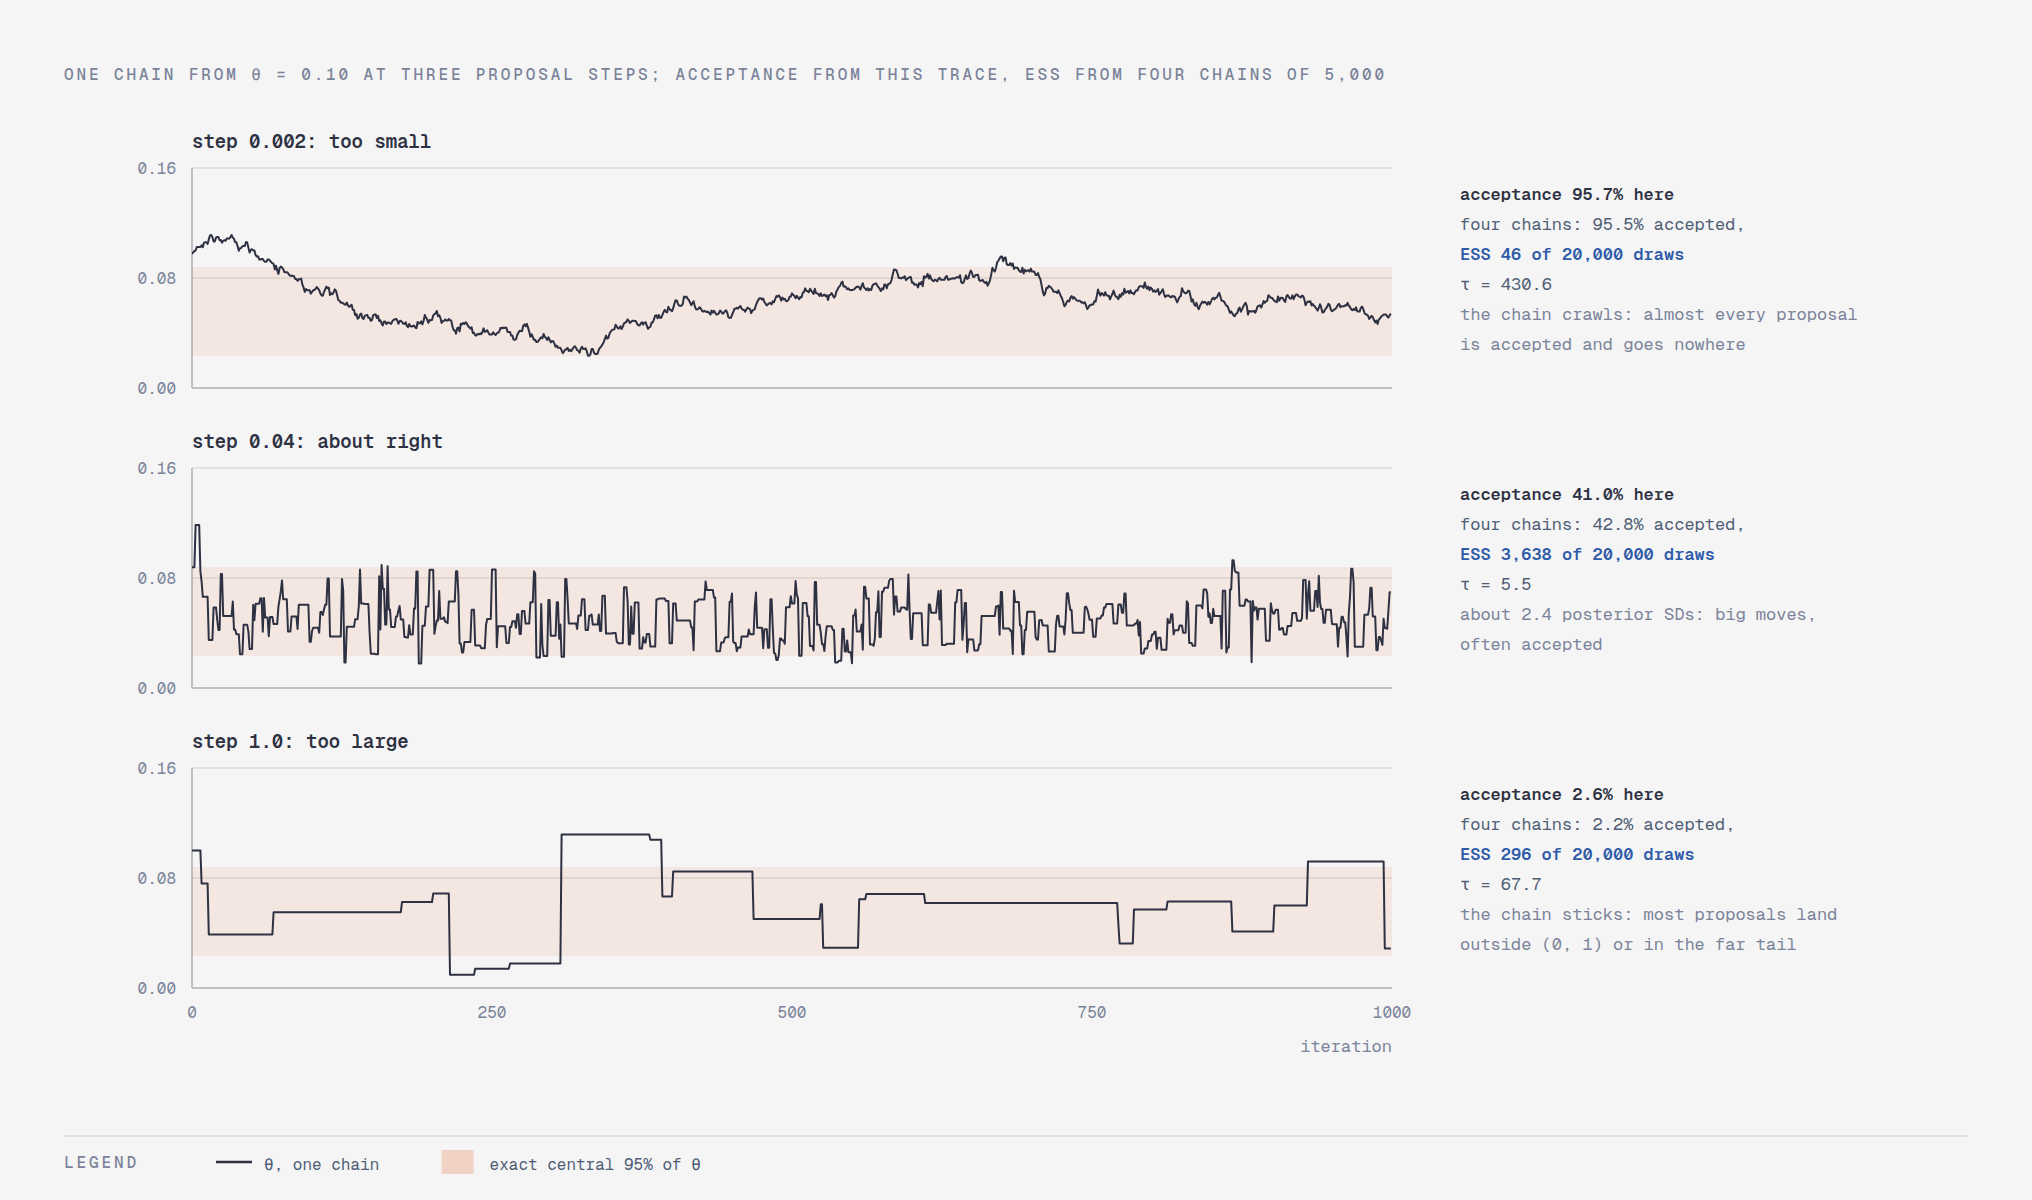 ONE CHAIN FROM θ = 0.10 AT THREE PROPOSAL STEPS; ACCEPTANCE FROM THIS TRACE, ESS FROM FOUR CHAINS OF 5,000
step 0.002: too small
0.16
0.08
0.00
acceptance 95.7% here
four chains: 95.5% accepted,
ESS 46 of 20,000 draws
τ = 430.6
the chain crawls: almost every proposal
is accepted and goes nowhere
step 0.04: about right
0.16
0.08
0.00
acceptance 41.0% here
four chains: 42.8% accepted,
ESS 3,638 of 20,000 draws
τ = 5.5
about 2.4 posterior SDs: big moves,
often accepted
step 1.0: too large
0.16
0.08
0.00
acceptance 2.6% here
four chains: 2.2% accepted,
ESS 296 of 20,000 draws
τ = 67.7
the chain sticks: most proposals land
outside (0, 1) or in the far tail
0 250 500 750 1000
iteration
LEGEND θ, one chain exact central 95% of θ